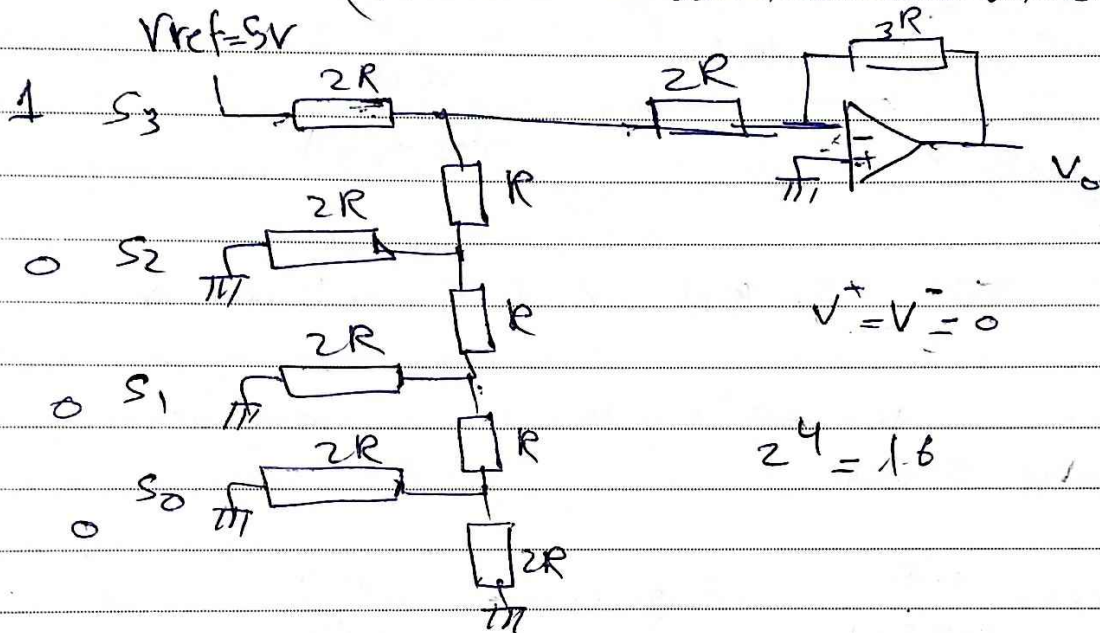 Vref=5V
3R
1 S3 2R 2R
- +
V0
R
2R
0 S2
R
V+ = V- = 0
2R
0 S1
R
2^4 = 16
2R
S0
0
2R